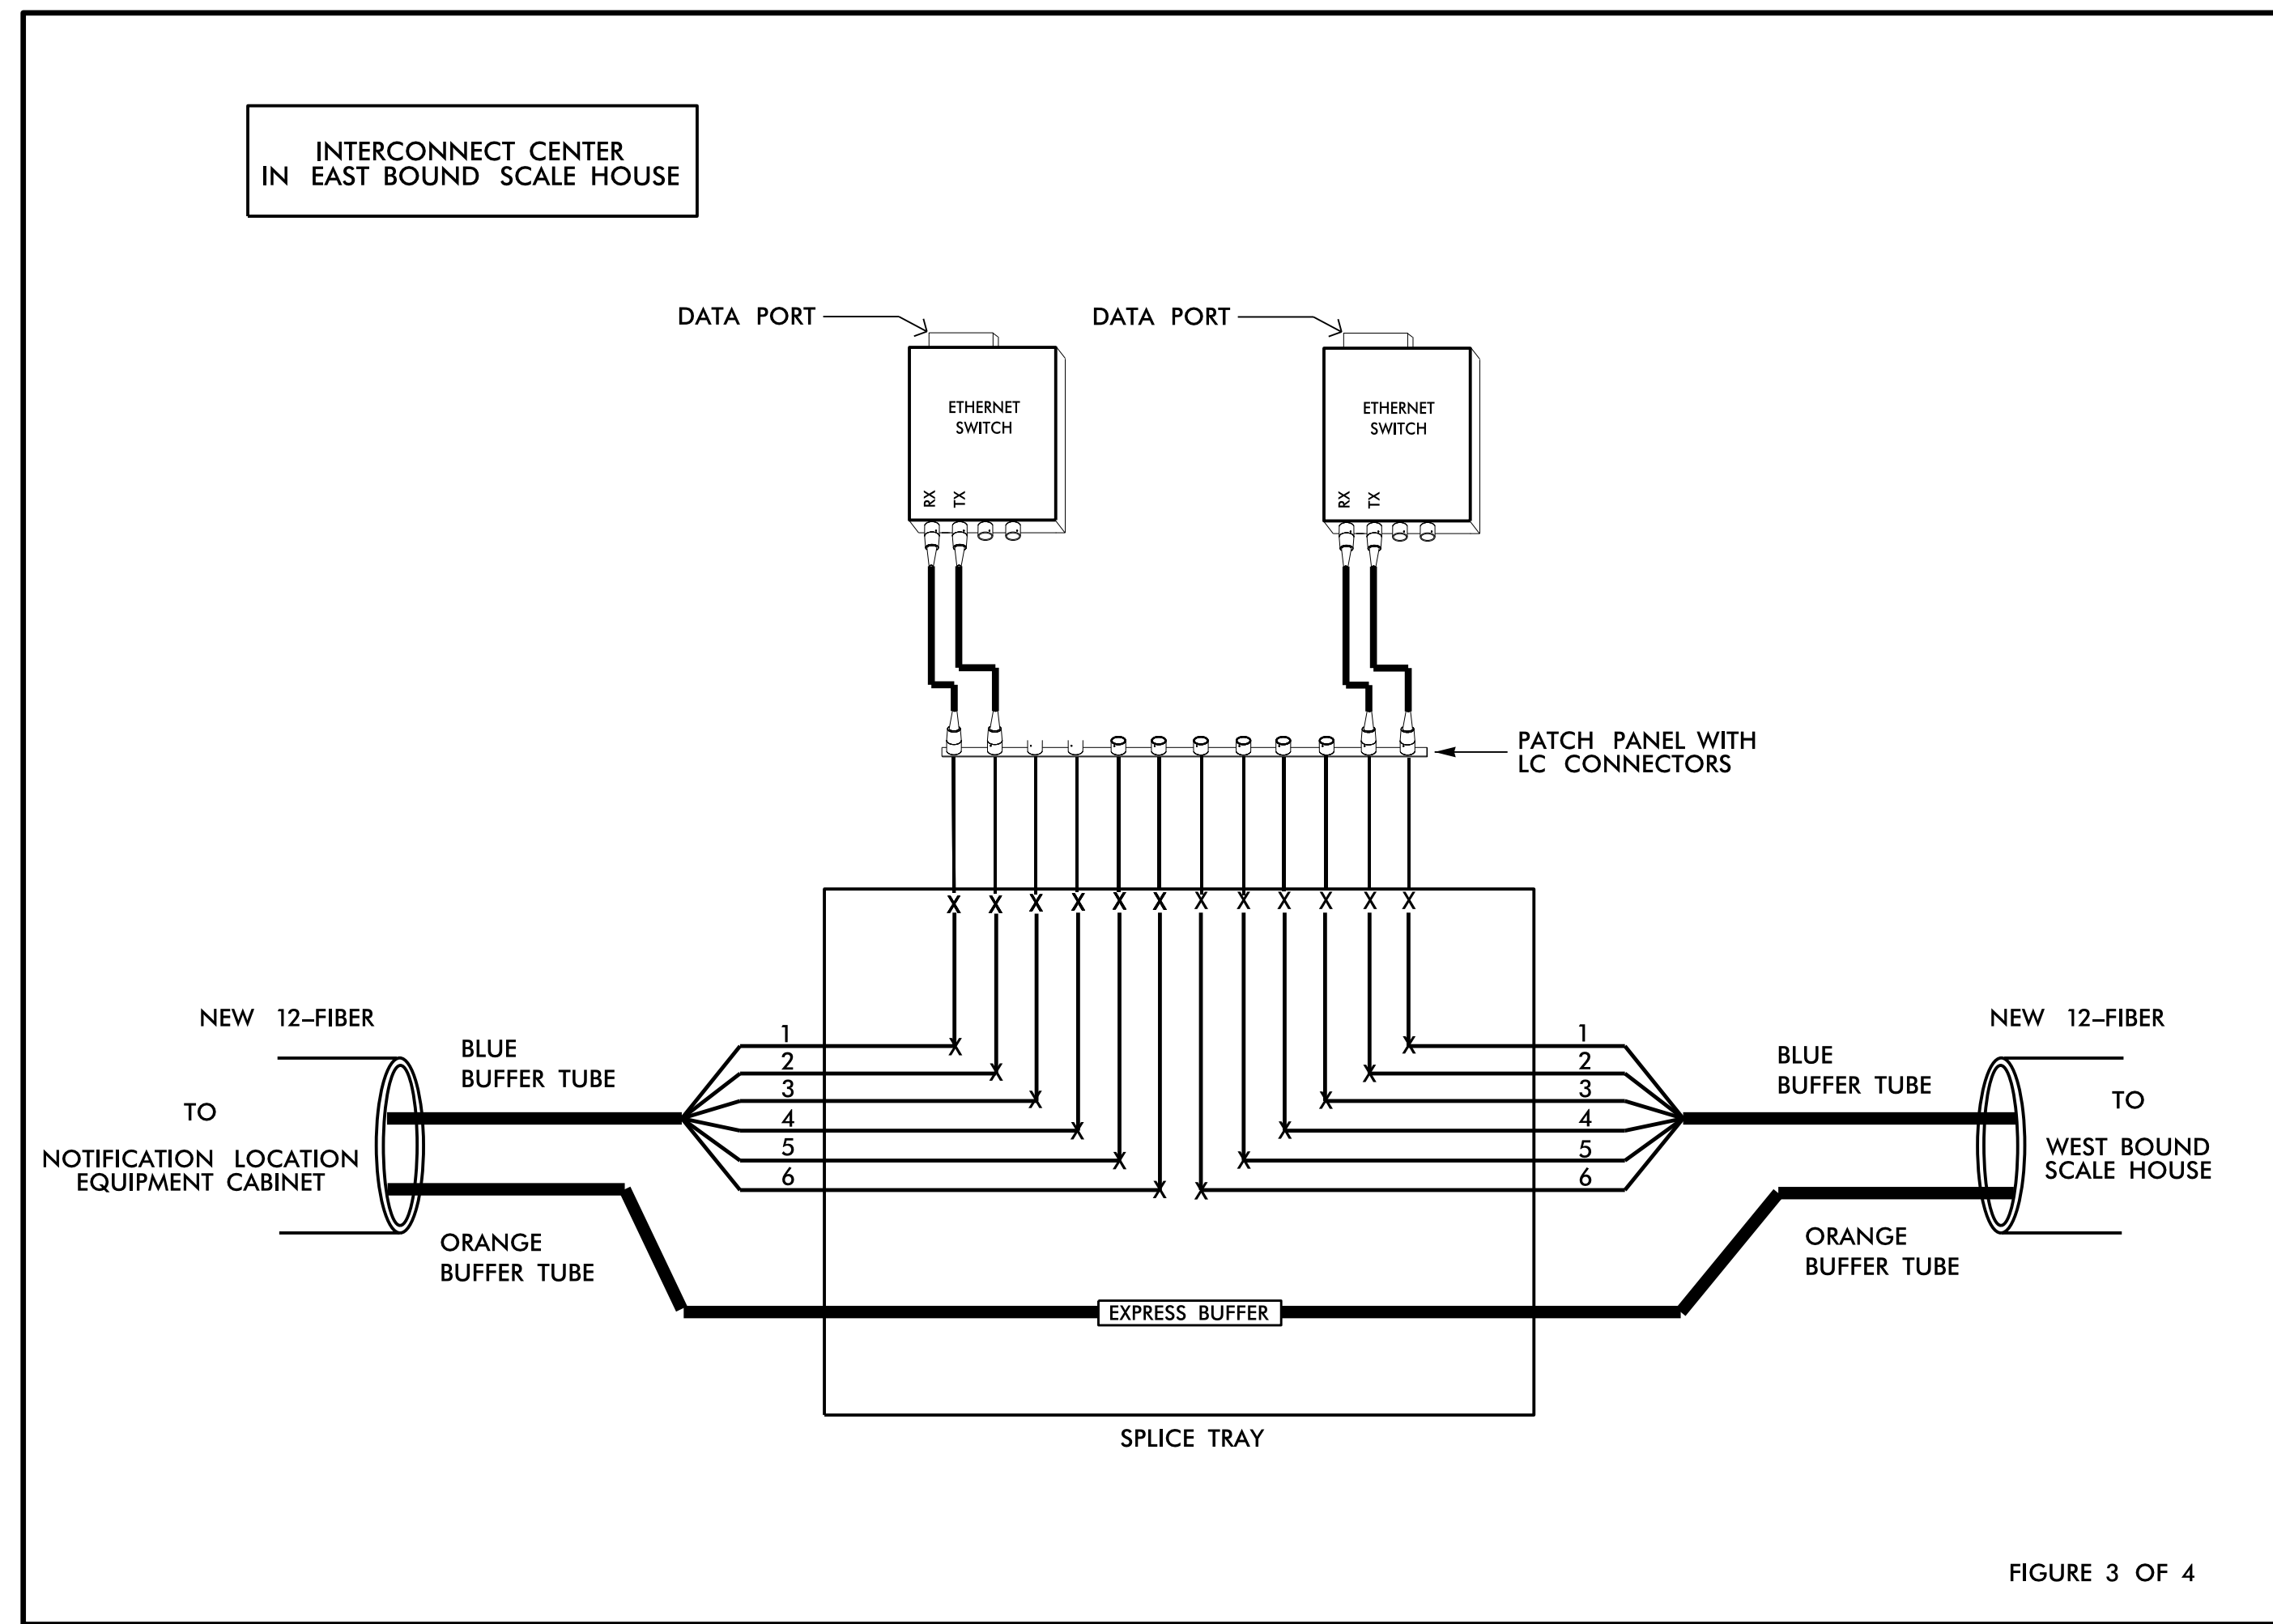 INTERCONNECT CENTER
IN EAST BOUND SCALE HOUSE
DATA PORT
DATA PORT
ETHERNET
SWITCH
RX
TX
ETHERNET
SWITCH
RX
TX
PATCH PANEL WITH
LC CONNECTORS
X X X X X X X X X X X X
NEW 12–FIBER
TO
NOTIFICATION LOCATION
EQUIPMENT CABINET
BLUE
BUFFER TUBE
ORANGE
BUFFER TUBE
1
2
3
4
5
6
X
X
X
X
X
X
X
X
X
X
X
X
1
2
3
4
5
6
BLUE
BUFFER TUBE
ORANGE
BUFFER TUBE
NEW 12–FIBER
TO
WEST BOUND
SCALE HOUSE
EXPRESS BUFFER
SPLICE TRAY
FIGURE 3 OF 4